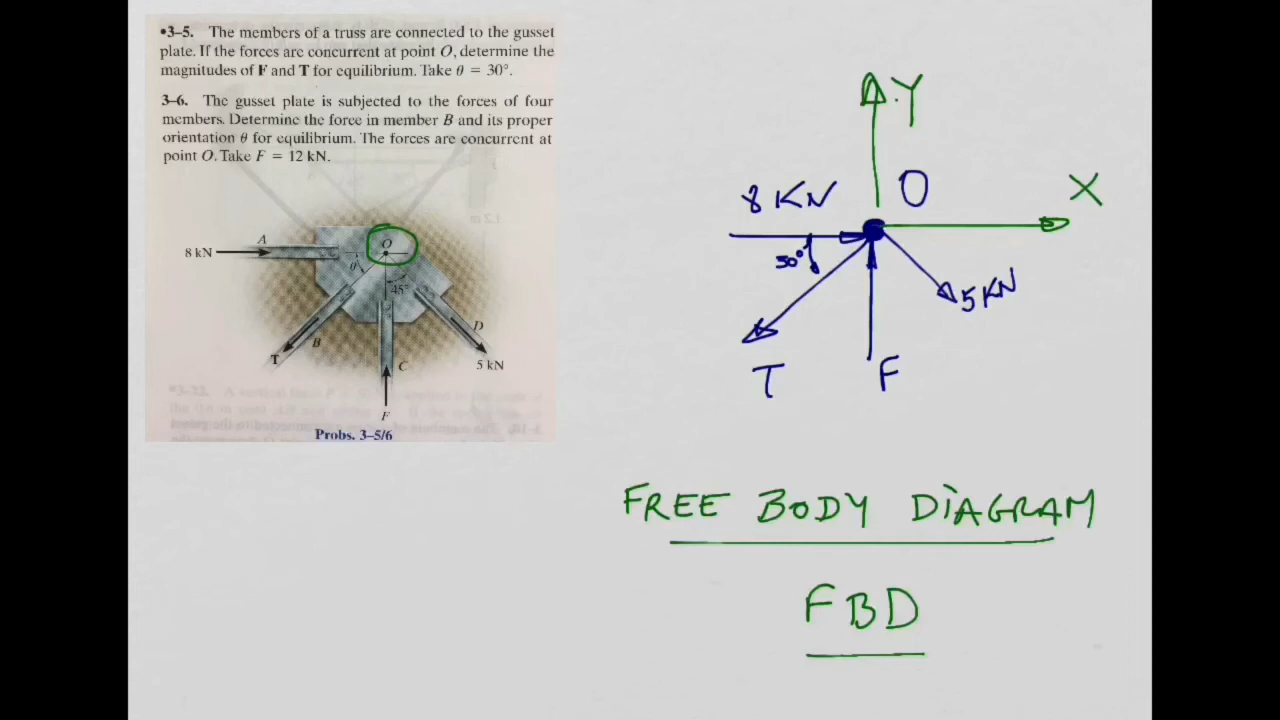 •3–5. The members of a truss are connected to the gusset
plate. If the forces are concurrent at point O, determine the
magnitudes of F and T for equilibrium. Take θ = 30°.
3–6. The gusset plate is subjected to the forces of four
members. Determine the force in member B and its proper
orientation θ for equilibrium. The forces are concurrent at
point O. Take F = 12 kN.
8 kN
A
O
θ
45°
B
T
C
D
5 kN
F
Probs. 3–5/6
Y
X
O
8 KN
30°
5 KN
T
F
FREE BODY DIAGRAM
FBD